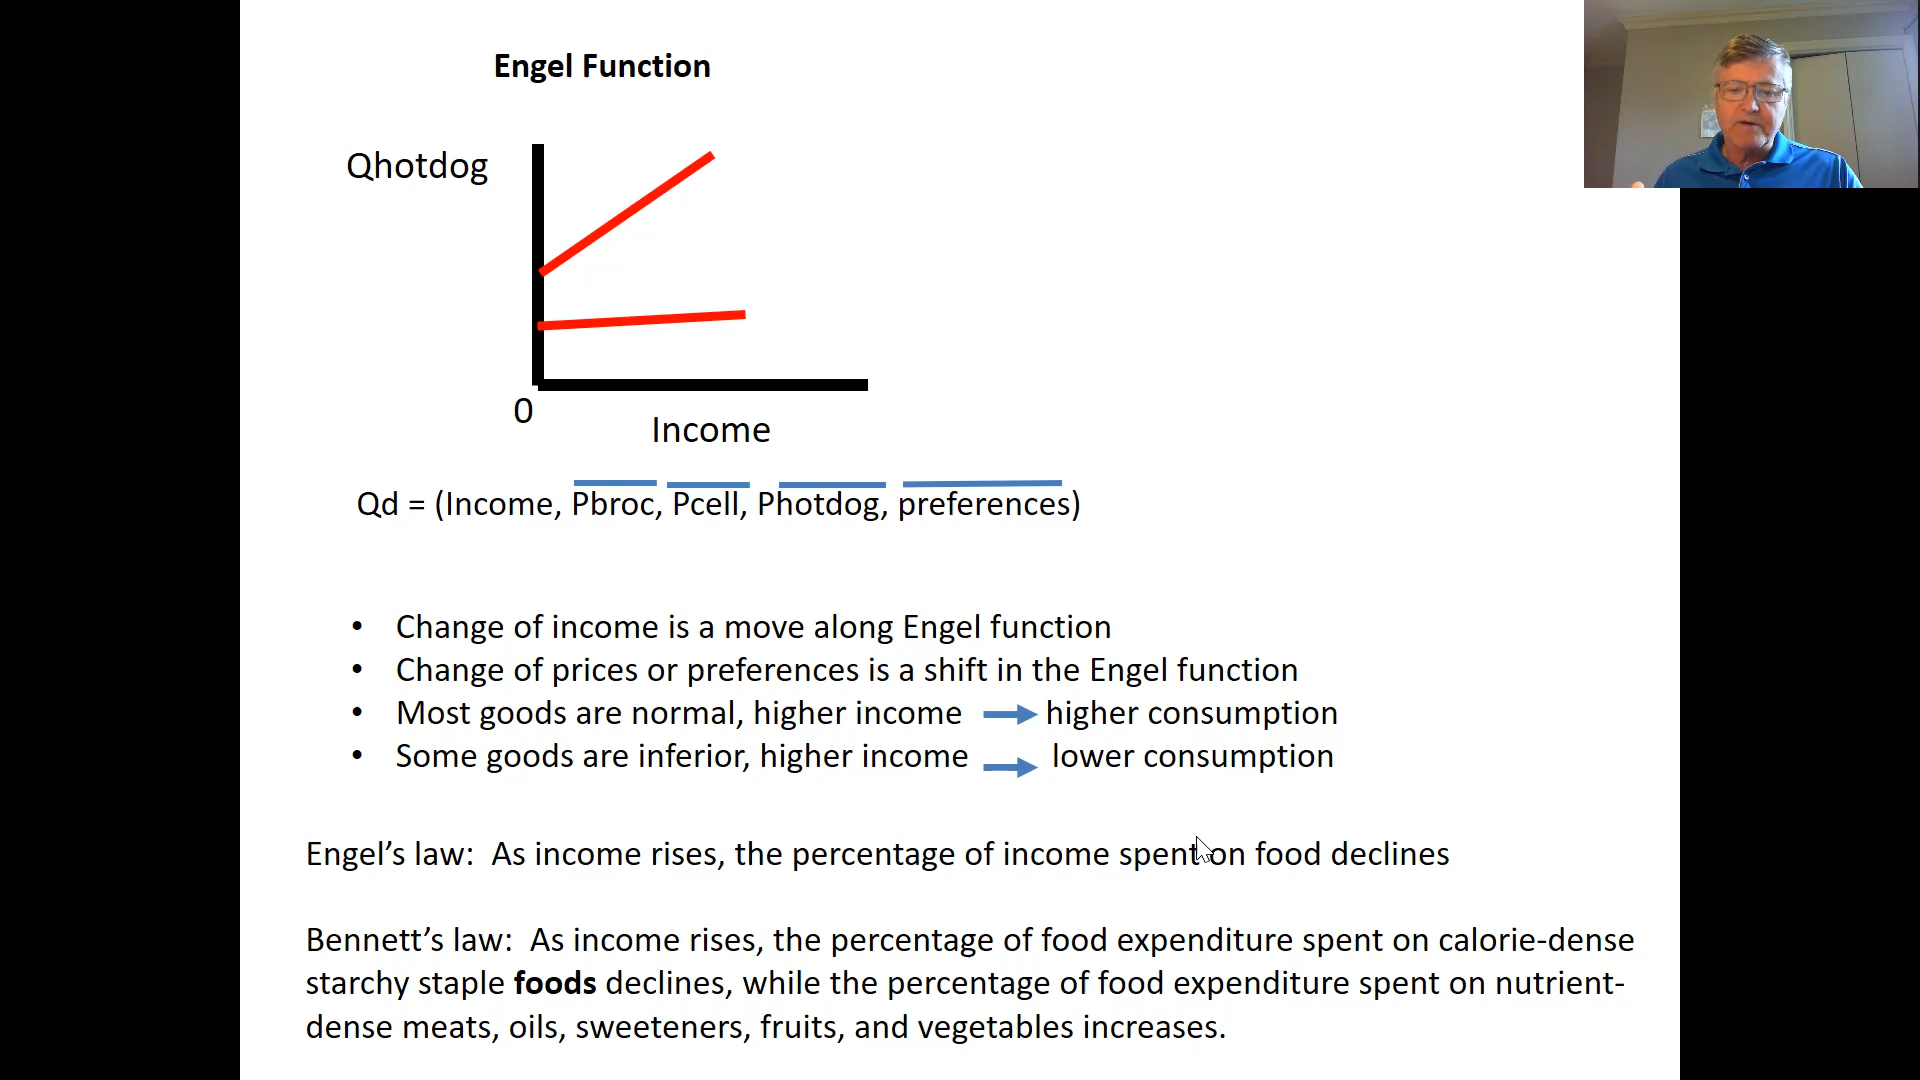 Engel Function
Qhotdog
0
Income
Qd = (Income, Pbroc, Pcell, Photdog, preferences)
• Change of income is a move along Engel function
• Change of prices or preferences is a shift in the Engel function
• Most goods are normal, higher income higher consumption
• Some goods are inferior, higher income lower consumption
Engel’s law: As income rises, the percentage of income spent on food declines
Bennett’s law: As income rises, the percentage of food expenditure spent on calorie-dense
starchy staple foods declines, while the percentage of food expenditure spent on nutrient-
dense meats, oils, sweeteners, fruits, and vegetables increases.